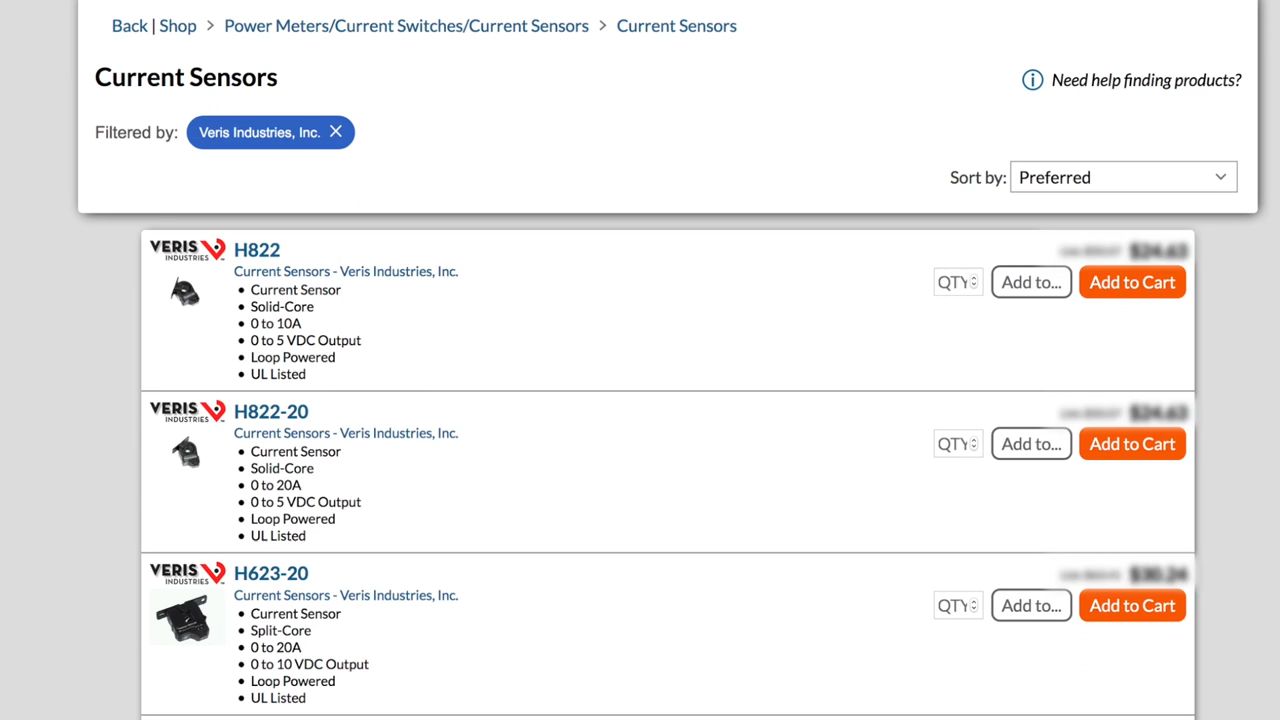 Back | Shop > Power Meters/Current Switches/Current Sensors > Current Sensors
Current Sensors
Need help finding products?
Filtered by: Veris Industries, Inc. ×
Sort by: Preferred
VERIS INDUSTRIES
H822
Current Sensors - Veris Industries, Inc.
• Current Sensor
• Solid-Core
• 0 to 10A
• 0 to 5 VDC Output
• Loop Powered
• UL Listed
$24.63
QTY Add to... Add to Cart
VERIS INDUSTRIES
H822-20
Current Sensors - Veris Industries, Inc.
• Current Sensor
• Solid-Core
• 0 to 20A
• 0 to 5 VDC Output
• Loop Powered
• UL Listed
$24.63
QTY Add to... Add to Cart
VERIS INDUSTRIES
H623-20
Current Sensors - Veris Industries, Inc.
• Current Sensor
• Split-Core
• 0 to 20A
• 0 to 10 VDC Output
• Loop Powered
• UL Listed
$30.24
QTY Add to... Add to Cart